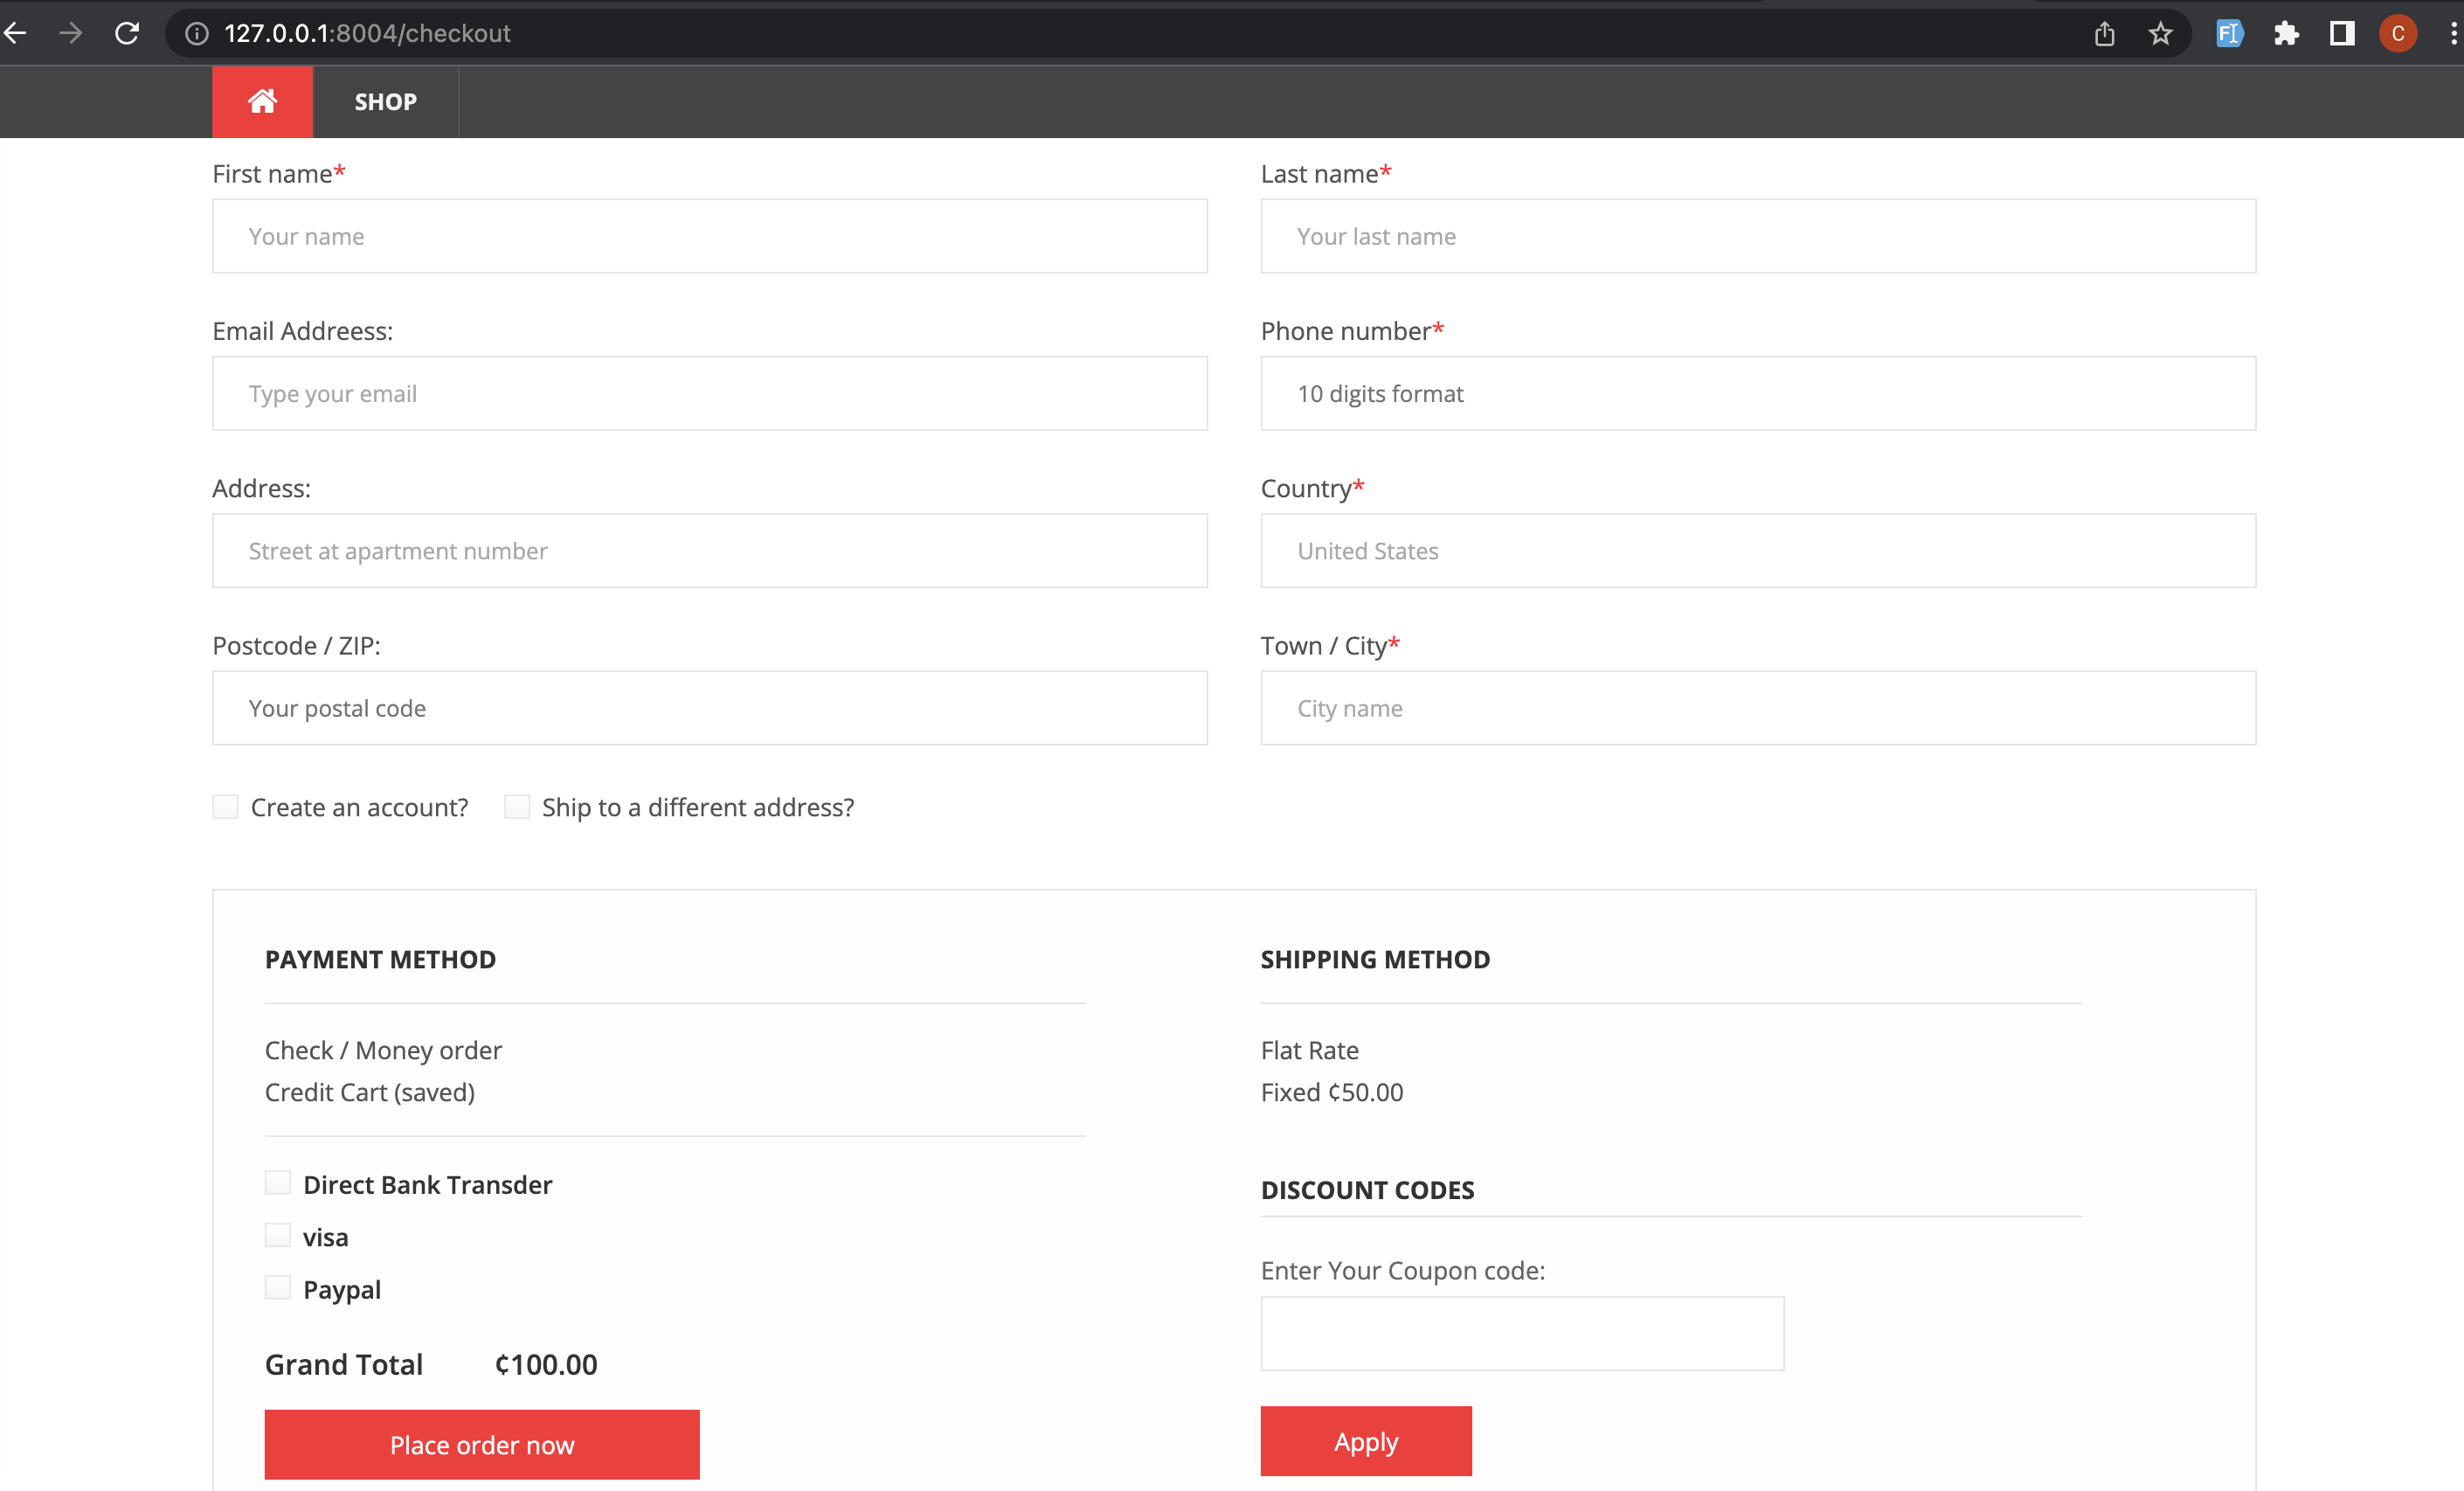 127.0.0.1:8004/checkout
FI
C
SHOP
First name*
Last name*
Your name
Your last name
Email Addreess:
Phone number*
Type your email
10 digits format
Address:
Country*
Street at apartment number
United States
Postcode / ZIP:
Town / City*
Your postal code
City name
Create an account?
Ship to a different address?
PAYMENT METHOD
Check / Money order
Credit Cart (saved)
Direct Bank Transder
visa
Paypal
Grand Total ¢100.00
Place order now
SHIPPING METHOD
Flat Rate
Fixed ¢50.00
DISCOUNT CODES
Enter Your Coupon code:
Apply